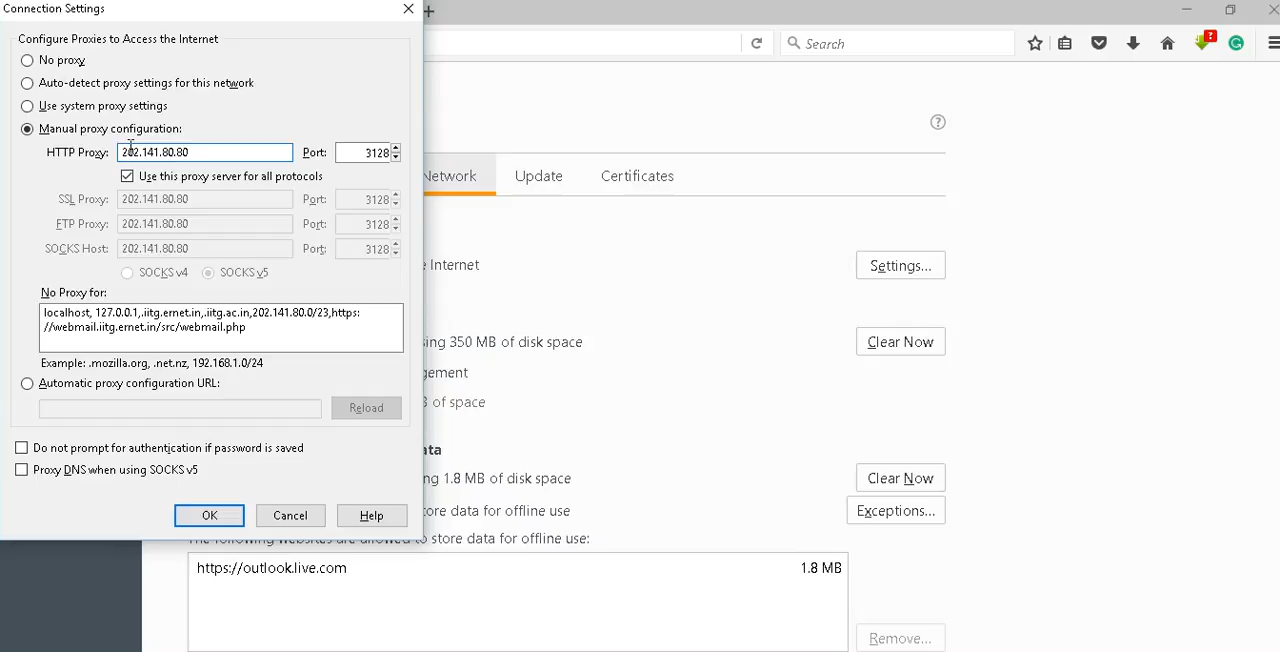 Connection Settings
Configure Proxies to Access the Internet
No proxy
Auto-detect proxy settings for this network
Use system proxy settings
Manual proxy configuration:
HTTP Proxy: 202.141.80.80 Port: 3128
Use this proxy server for all protocols
SSL Proxy: 202.141.80.80 Port: 3128
FTP Proxy: 202.141.80.80 Port: 3128
SOCKS Host: 202.141.80.80 Port: 3128
SOCKS v4 SOCKS v5
No Proxy for:
localhost, 127.0.0.1,.iitg.ernet.in,.iitg.ac.in,202.141.80.0/23,https:
//webmail.iitg.ernet.in/src/webmail.php
Example: .mozilla.org, .net.nz, 192.168.1.0/24
Automatic proxy configuration URL:
Reload
Do not prompt for authentication if password is saved
Proxy DNS when using SOCKS v5
OK Cancel Help
Search
?
Network Update Certificates
e Internet Settings...
ing 350 MB of disk space Clear Now
gement
of space
ata
ng 1.8 MB of disk space Clear Now
tore data for offline use Exceptions...
The following websites are allowed to store data for offline use:
https://outlook.live.com 1.8 MB
Remove...